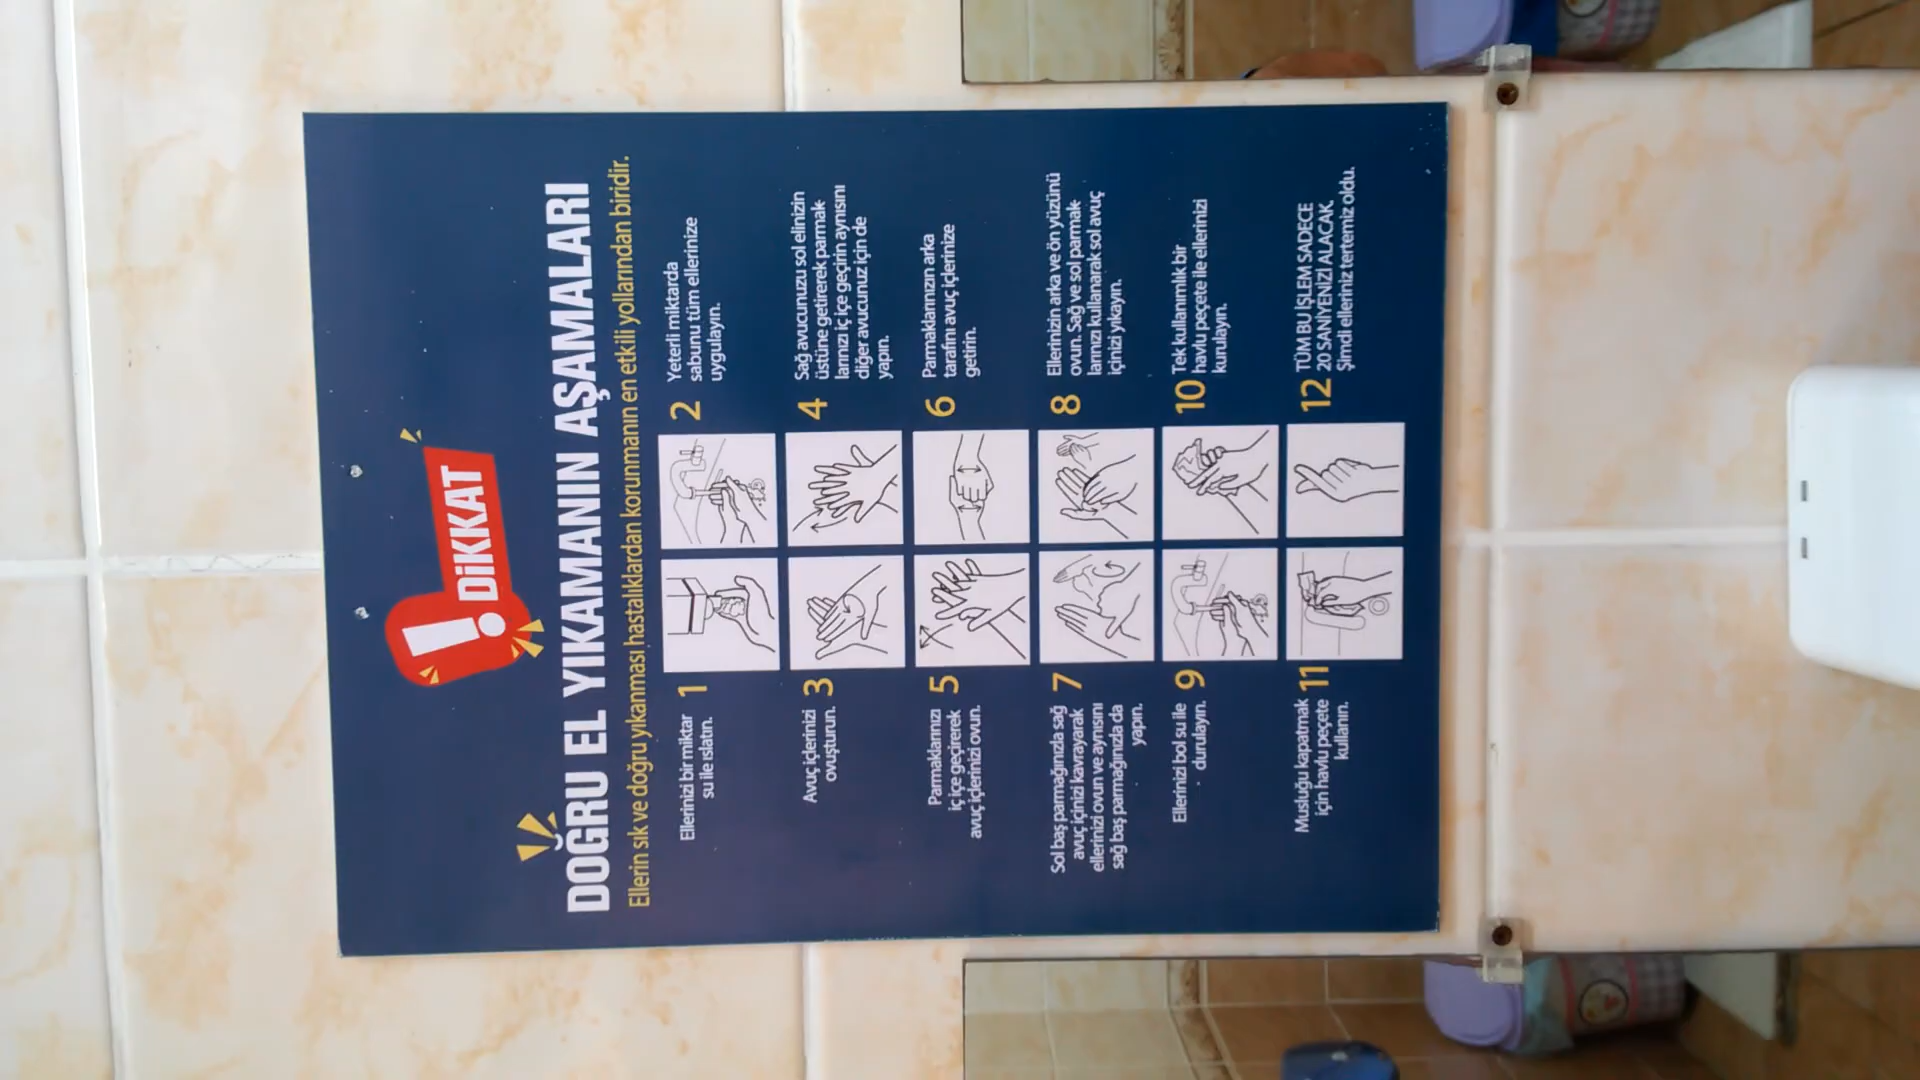 ! DİKKAT
DOĞRU EL YIKAMANIN AŞAMALARI
Ellerin sık ve doğru yıkanması hastalıklardan korunmanın en etkili yollarından biridir.
Ellerinizi bir miktar
su ile ıslatın.
1
2
Yeterli miktarda
sabunu tüm ellerinize
uygulayın.
Avuç içlerinizi
ovuşturun.
3
4
Sağ avucunuzu sol elinizin
üstüne getirerek parmak-
larınızı iç içe geçirin aynısını
diğer avucunuz için de
yapın.
Parmaklarınızı
iç içe geçirerek
avuç içlerinizi ovun.
5
6
Parmaklarınızın arka
tarafını avuç içlerinize
getirin.
Sol baş parmağınızla sağ
avuç içinizi kavrayarak
ellerinizi ovun ve aynısını
sağ baş parmağınızla da
yapın.
7
8
Ellerinizin arka ve ön yüzünü
ovun. Sağ ve sol parmak-
larınızı kullanarak sol avuç
içinizi yıkayın.
Ellerinizi bol su ile
durulayın.
9
10
Tek kullanımlık bir
havlu peçete ile ellerinizi
kurulayın.
Musluğu kapatmak
için havlu peçete
kullanın.
11
12
TÜM BU İŞLEM SADECE
20 SANİYENİZİ ALACAK.
Şimdi elleriniz tertemiz oldu.